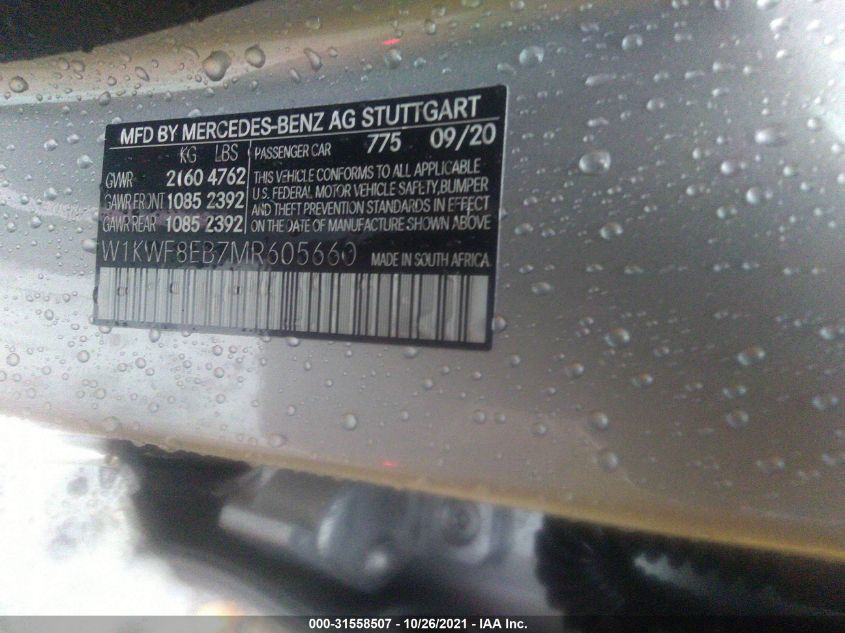 MFD BY MERCEDES-BENZ AG STUTTGART
KG LBS PASSENGER CAR 775 09/20
GVWR 2160 4762
GAWR FRONT 1085 2392
GAWR REAR 1085 2392
THIS VEHICLE CONFORMS TO ALL APPLICABLE
U.S. FEDERAL MOTOR VEHICLE SAFETY, BUMPER
AND THEFT PREVENTION STANDARDS IN EFFECT
ON THE DATE OF MANUFACTURE SHOWN ABOVE
W1KWF8EB7MR605660 MADE IN SOUTH AFRICA
000-31558507 | 10/26/2021 - IAA Inc.